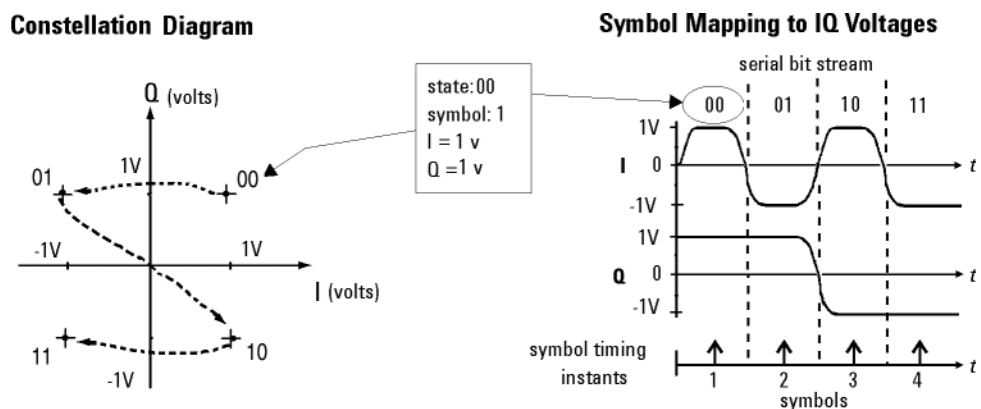 Constellation Diagram
Symbol Mapping to IQ Voltages
serial bit stream
state:00
symbol: 1
I = 1 v
Q =1 v
Q (volts)
1V
01
00
-1V
1V
I (volts)
11
10
-1V
00
01
10
11
1V
I
0
t
-1V
1V
Q
0
t
-1V
symbol timing
instants
t
1
2
3
4
symbols